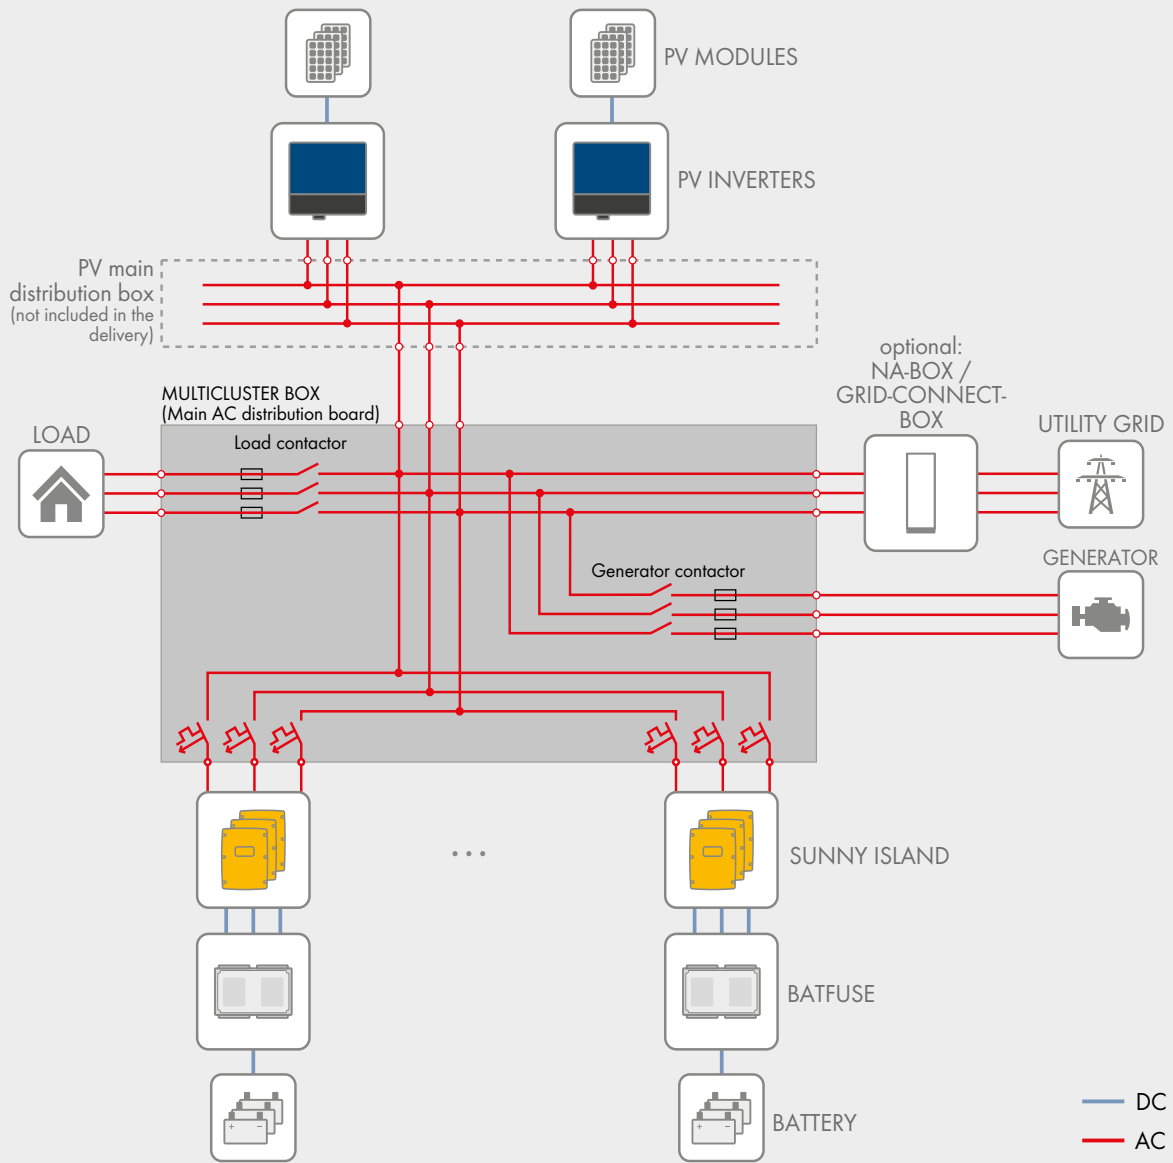 PV MODULES
PV INVERTERS
PV main
distribution box
(not included in the
delivery)
optional:
NA-BOX /
GRID-CONNECT-
BOX
MULTICLUSTER BOX
(Main AC distribution board)
LOAD
Load contactor
UTILITY GRID
GENERATOR
Generator contactor
SUNNY ISLAND
...
BATFUSE
+ −
+ −
BATTERY
DC
AC